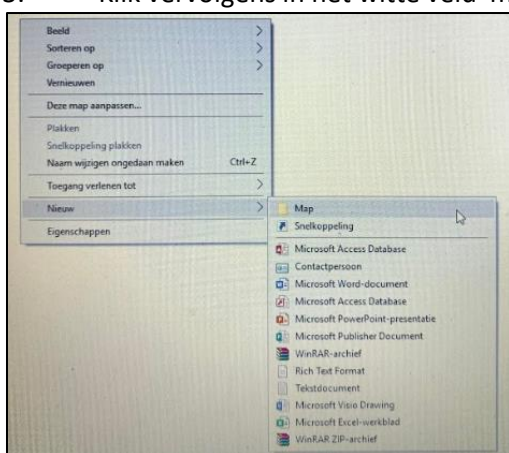 Klik vervolgens in het witte veld
Beeld
Sorteren op
Groeperen op
Vernieuwen
Deze map aanpassen...
Plakken
Snelkoppeling plakken
Naam wijzigen ongedaan maken Ctrl+Z
Toegang verlenen tot
Nieuw
Eigenschappen
Map
Snelkoppeling
Microsoft Access Database
Contactpersoon
Microsoft Word-document
Microsoft Access Database
Microsoft PowerPoint-presentatie
Microsoft Publisher Document
WinRAR-archief
Rich Text Format
Tekstdocument
Microsoft Visio Drawing
Microsoft Excel-werkblad
WinRAR ZIP-archief